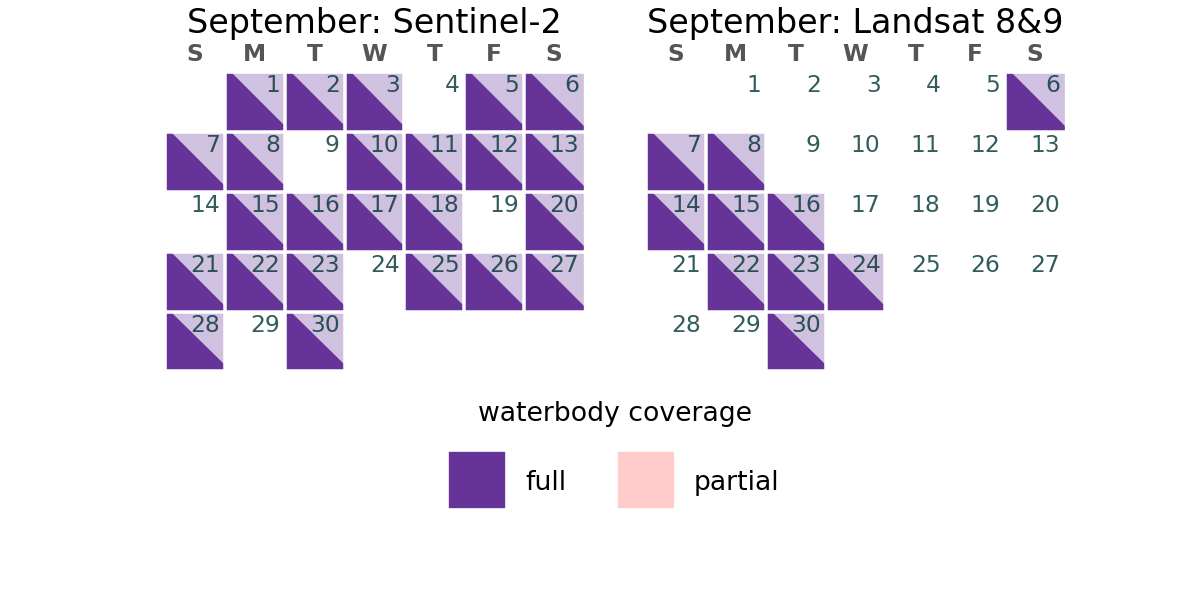 September: Sentinel-2
S M T W T F S
1 2 3 4 5 6
7 8 9 10 11 12 13
14 15 16 17 18 19 20
21 22 23 24 25 26 27
28 29 30
September: Landsat 8&9
S M T W T F S
1 2 3 4 5 6
7 8 9 10 11 12 13
14 15 16 17 18 19 20
21 22 23 24 25 26 27
28 29 30
waterbody coverage
full partial